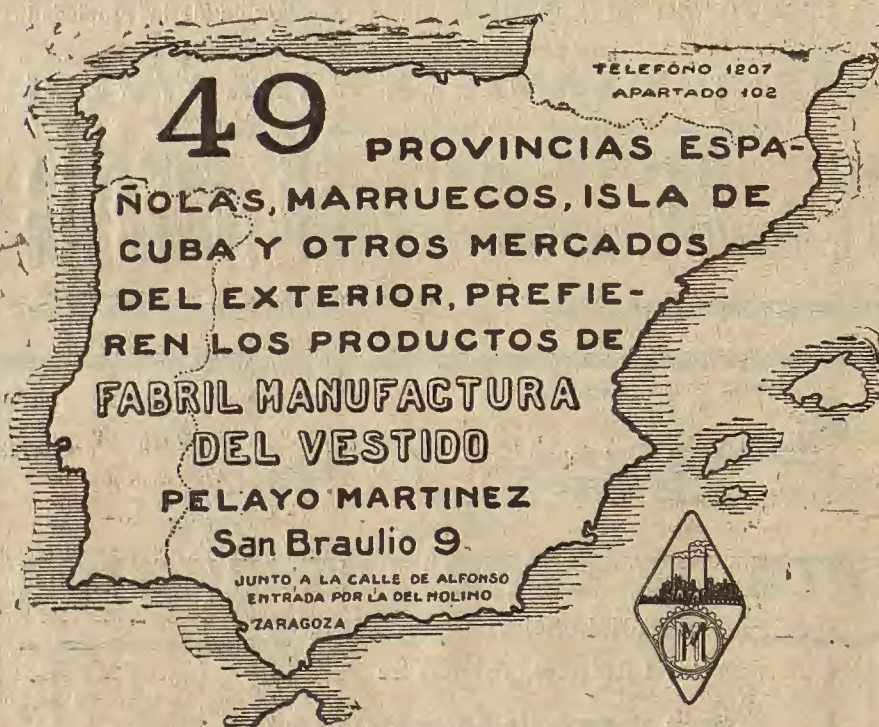 TELEFONO 1207
APARTADO 102
49 PROVINCIAS ESPA-
ÑOLAS, MARRUECOS, ISLA DE
CUBA Y OTROS MERCADOS
DEL EXTERIOR, PREFIE-
REN LOS PRODUCTOS DE
FABRIL MANUFACTURA
DEL VESTIDO
PELAYO MARTINEZ
San Braulio 9
JUNTO A LA CALLE DE ALFONSO
ENTRADA POR LA DEL MOLINO
ZARAGOZA